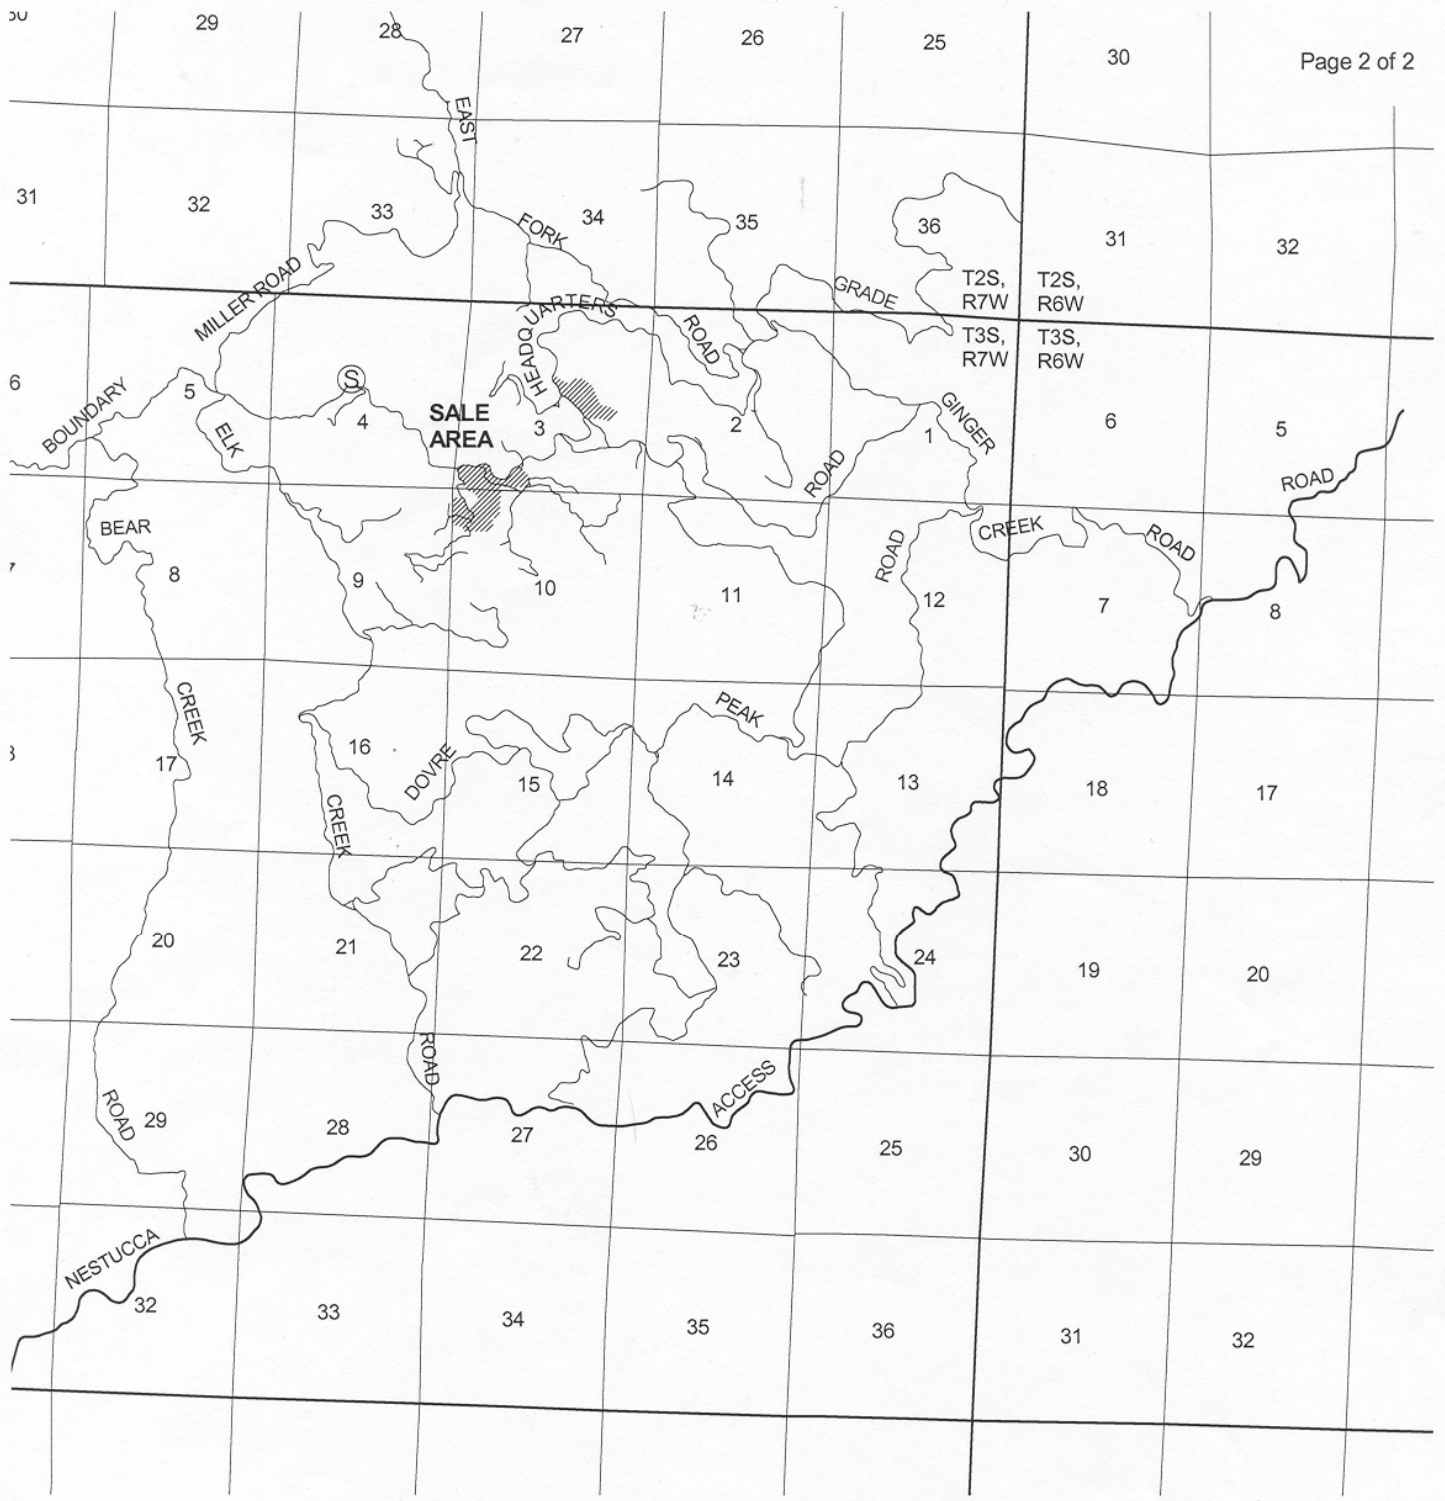 30
29
28
27
26
25
30
Page 2 of 2
EAST
31
32
33
34
35
36
31
32
FORK
MILLER ROAD
GRADE
T2S,
R7W
T2S,
R6W
HEADQUARTERS
ROAD
T3S,
R7W
T3S,
R6W
6
BOUNDARY
5
S
4
SALE
AREA
3
2
1
GINGER
6
5
ELK
ROAD
ROAD
BEAR
8
9
10
11
ROAD
12
CREEK
7
ROAD
8
CREEK
PEAK
17
16
DOVRE
15
14
13
18
17
CREEK
20
21
22
23
24
19
20
ROAD
ACCESS
ROAD
29
28
27
26
25
30
29
NESTUCCA
32
33
34
35
36
31
32